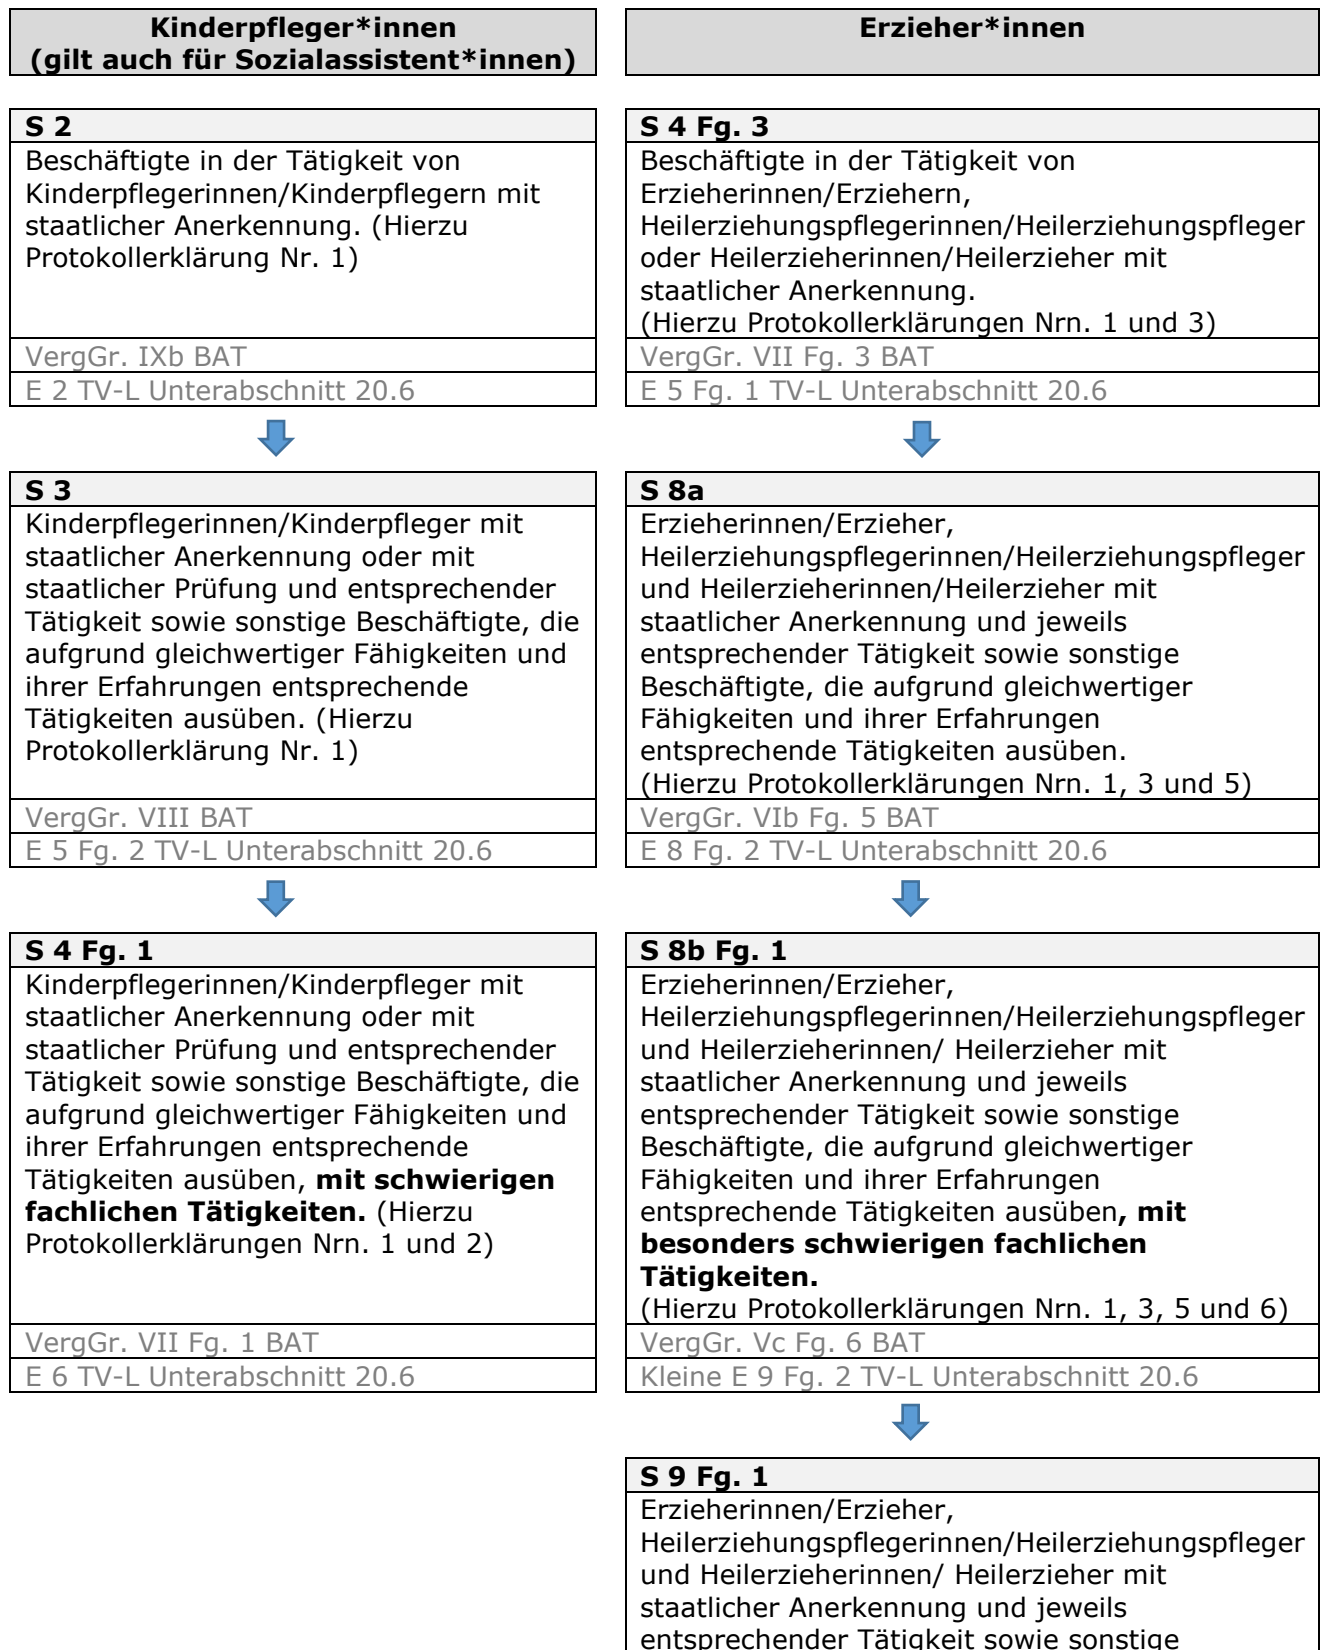 Kinderpfleger*innen
(gilt auch für Sozialassistent*innen)
S 2
Beschäftigte in der Tätigkeit von
Kinderpflegerinnen/Kinderpflegern mit
staatlicher Anerkennung. (Hierzu
Protokollerklärung Nr. 1)
VergGr. IXb BAT
E 2 TV-L Unterabschnitt 20.6
S 3
Kinderpflegerinnen/Kinderpfleger mit
staatlicher Anerkennung oder mit
staatlicher Prüfung und entsprechender
Tätigkeit sowie sonstige Beschäftigte, die
aufgrund gleichwertiger Fähigkeiten und
ihrer Erfahrungen entsprechende
Tätigkeiten ausüben. (Hierzu
Protokollerklärung Nr. 1)
VergGr. VIII BAT
E 5 Fg. 2 TV-L Unterabschnitt 20.6
S 4 Fg. 1
Kinderpflegerinnen/Kinderpfleger mit
staatlicher Anerkennung oder mit
staatlicher Prüfung und entsprechender
Tätigkeit sowie sonstige Beschäftigte, die
aufgrund gleichwertiger Fähigkeiten und
ihrer Erfahrungen entsprechende
Tätigkeiten ausüben, mit schwierigen
fachlichen Tätigkeiten. (Hierzu
Protokollerklärungen Nrn. 1 und 2)
VergGr. VII Fg. 1 BAT
E 6 TV-L Unterabschnitt 20.6
Erzieher*innen
S 4 Fg. 3
Beschäftigte in der Tätigkeit von
Erzieherinnen/Erziehern,
Heilerziehungspflegerinnen/Heilerziehungspfleger
oder Heilerzieherinnen/Heilerzieher mit
staatlicher Anerkennung.
(Hierzu Protokollerklärungen Nrn. 1 und 3)
VergGr. VII Fg. 3 BAT
E 5 Fg. 1 TV-L Unterabschnitt 20.6
S 8a
Erzieherinnen/Erzieher,
Heilerziehungspflegerinnen/Heilerziehungspfleger
und Heilerzieherinnen/Heilerzieher mit
staatlicher Anerkennung und jeweils
entsprechender Tätigkeit sowie sonstige
Beschäftigte, die aufgrund gleichwertiger
Fähigkeiten und ihrer Erfahrungen
entsprechende Tätigkeiten ausüben.
(Hierzu Protokollerklärungen Nrn. 1, 3 und 5)
VergGr. VIb Fg. 5 BAT
E 8 Fg. 2 TV-L Unterabschnitt 20.6
S 8b Fg. 1
Erzieherinnen/Erzieher,
Heilerziehungspflegerinnen/Heilerziehungspfleger
und Heilerzieherinnen/ Heilerzieher mit
staatlicher Anerkennung und jeweils
entsprechender Tätigkeit sowie sonstige
Beschäftigte, die aufgrund gleichwertiger
Fähigkeiten und ihrer Erfahrungen
entsprechende Tätigkeiten ausüben, mit
besonders schwierigen fachlichen
Tätigkeiten.
(Hierzu Protokollerklärungen Nrn. 1, 3, 5 und 6)
VergGr. Vc Fg. 6 BAT
Kleine E 9 Fg. 2 TV-L Unterabschnitt 20.6
S 9 Fg. 1
Erzieherinnen/Erzieher,
Heilerziehungspflegerinnen/Heilerziehungspfleger
und Heilerzieherinnen/ Heilerzieher mit
staatlicher Anerkennung und jeweils
entsprechender Tätigkeit sowie sonstige